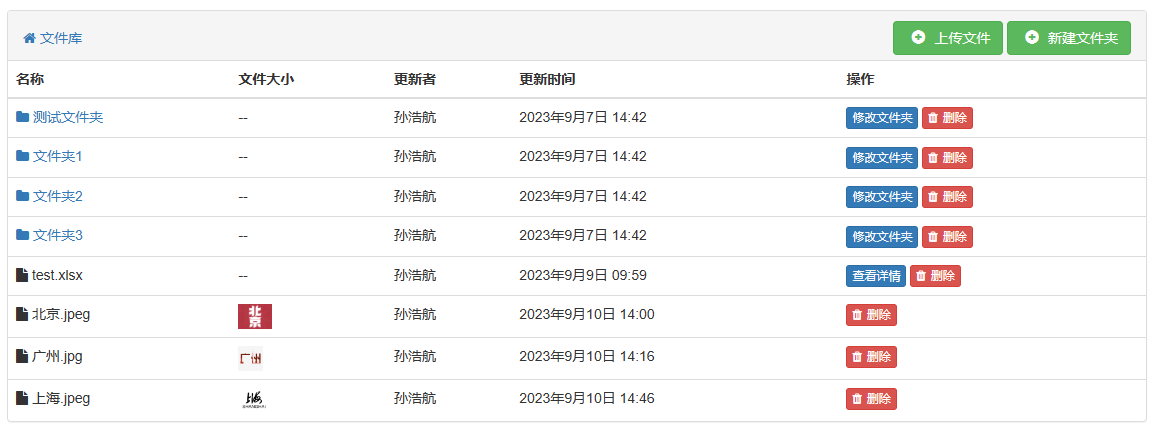 文件库 上传文件 新建文件夹
名称 文件大小 更新者 更新时间 操作
测试文件夹 -- 孙浩航 2023年9月7日 14:42 修改文件夹 删除
文件夹1 -- 孙浩航 2023年9月7日 14:42 修改文件夹 删除
文件夹2 -- 孙浩航 2023年9月7日 14:42 修改文件夹 删除
文件夹3 -- 孙浩航 2023年9月7日 14:42 修改文件夹 删除
test.xlsx -- 孙浩航 2023年9月9日 09:59 查看详情 删除
北京.jpeg 北京 孙浩航 2023年9月10日 14:00 删除
广州.jpg 广州 孙浩航 2023年9月10日 14:16 删除
上海.jpeg 上海 孙浩航 2023年9月10日 14:46 删除